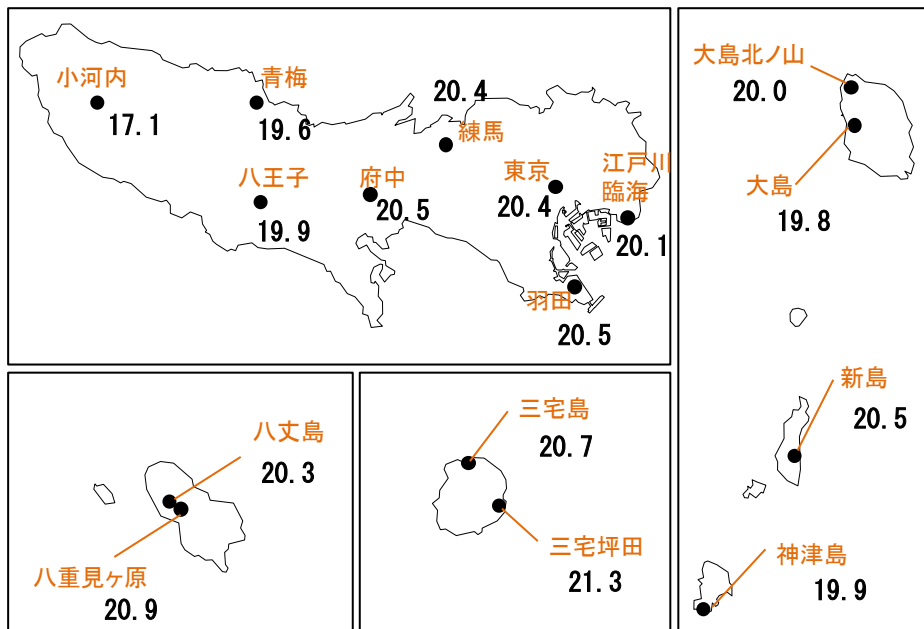 小河内
17.1
青梅
19.6
20.4
練馬
八王子
19.9
府中
20.5
東京
20.4
江戸川
臨海
20.1
羽田
20.5
大島北ノ山
20.0
大島
19.8
新島
20.5
神津島
19.9
八丈島
20.3
八重見ヶ原
20.9
三宅島
20.7
三宅坪田
21.3